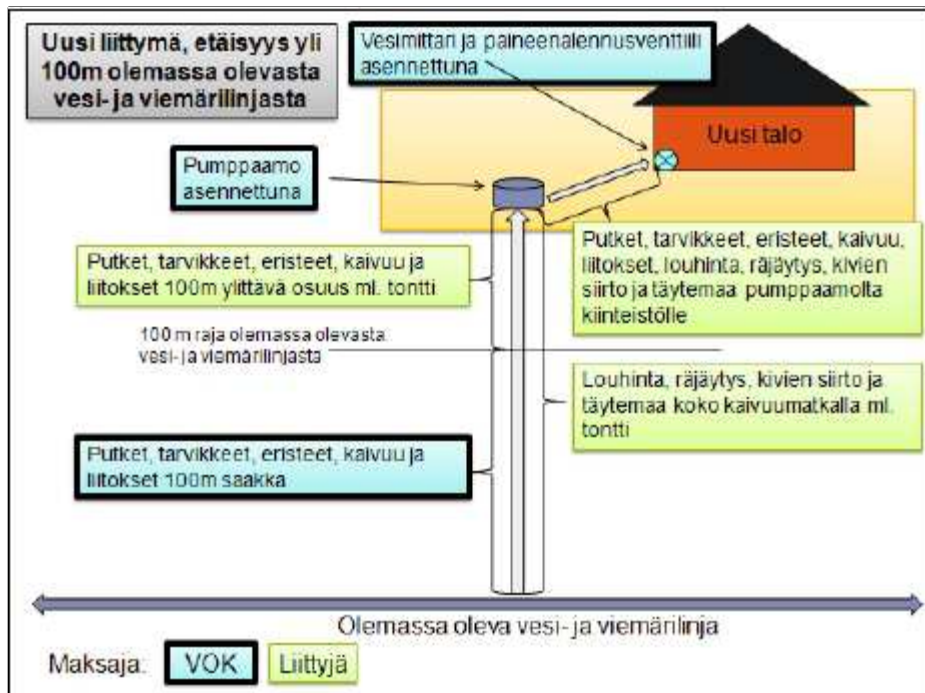 Uusi liittymä, etäisyys yli
100m olemassa olevasta
vesi- ja viemärilinjasta
Vesimittari ja paineenalennusventtiili
asennettuna
Uusi talo
Pumppaamo
asennettuna
Putket, tarvikkeet, eristeet, kaivuu ja
liitokset 100m ylittävä osuus ml. tontti
Putket, tarvikkeet, eristeet, kaivuu,
liitokset, louhinta, räjäytys, kivien
siirto ja täytemaa pumppaamolta
kiinteistölle
100 m raja olemassa olevasta
vesi- ja viemärilinjasta
Louhinta, räjäytys, kivien siirto ja
täytemaa koko kaivuumatkalla ml.
tontti
Putket, tarvikkeet, eristeet, kaivuu ja
liitokset 100m saakka
Olemassa oleva vesi- ja viemärilinja
Maksaja: VOK Liittyjä